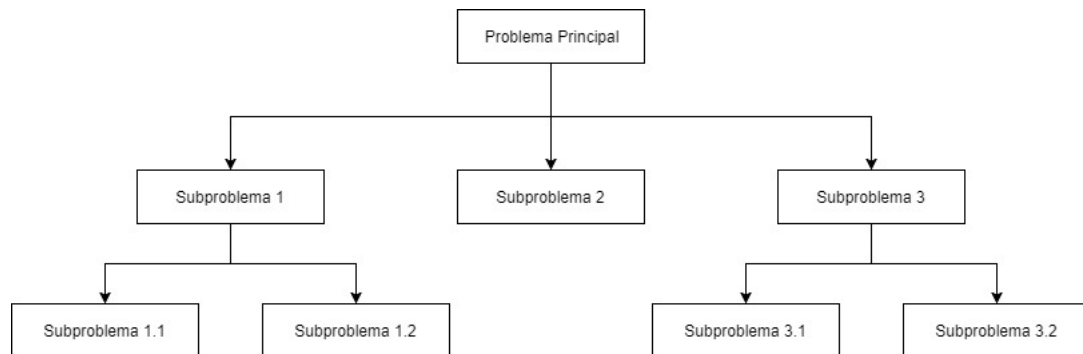 Problema Principal
Subproblema 1
Subproblema 2
Subproblema 3
Subproblema 1.1
Subproblema 1.2
Subproblema 3.1
Subproblema 3.2